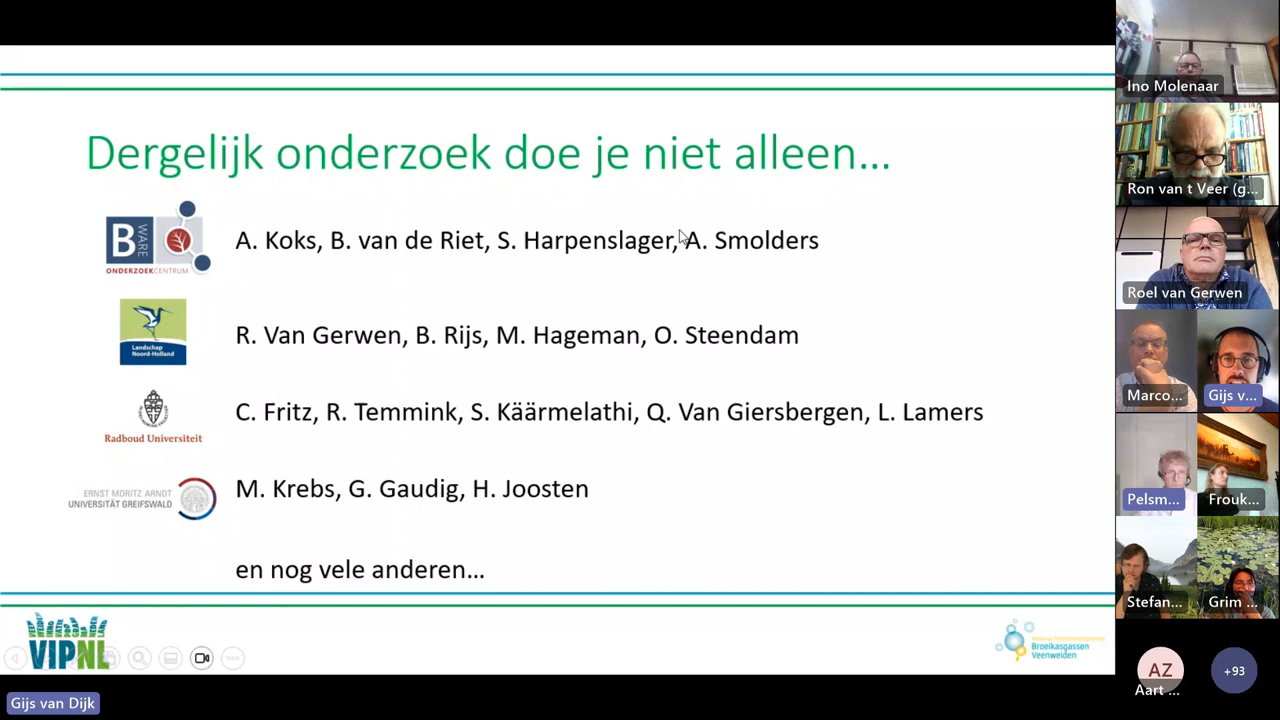 Dergelijk onderzoek doe je niet alleen...
B
WARE
ONDERZOEKCENTRUM
A. Koks, B. van de Riet, S. Harpenslager, A. Smolders
Landschap
Noord-Holland
R. Van Gerwen, B. Rijs, M. Hageman, O. Steendam
Radboud Universiteit
C. Fritz, R. Temmink, S. Käärmelathi, Q. Van Giersbergen, L. Lamers
ERNST MORITZ ARNDT
UNIVERSITÄT GREIFSWALD
M. Krebs, G. Gaudig, H. Joosten
en nog vele anderen...
VIPNL
Broeikasgassen
Veenweiden
Gijs van Dijk
Ino Molenaar
Ron van t Veer (g...
Roel van Gerwen
Marco...
Gijs v...
Pelsm...
Frouk...
Stefan...
Grim ...
AZ
Aart ...
+93